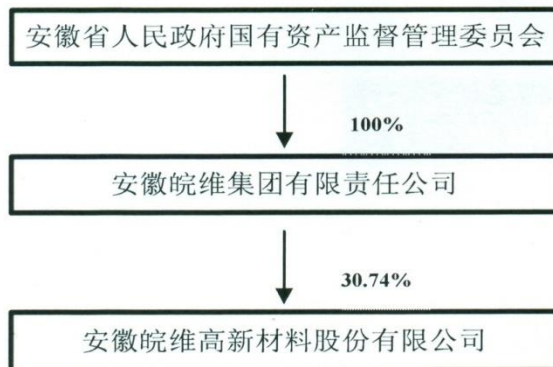 安徽省人民政府国有资产监督管理委员会
100%
安徽皖维集团有限责任公司
30.74%
安徽皖维高新材料股份有限公司